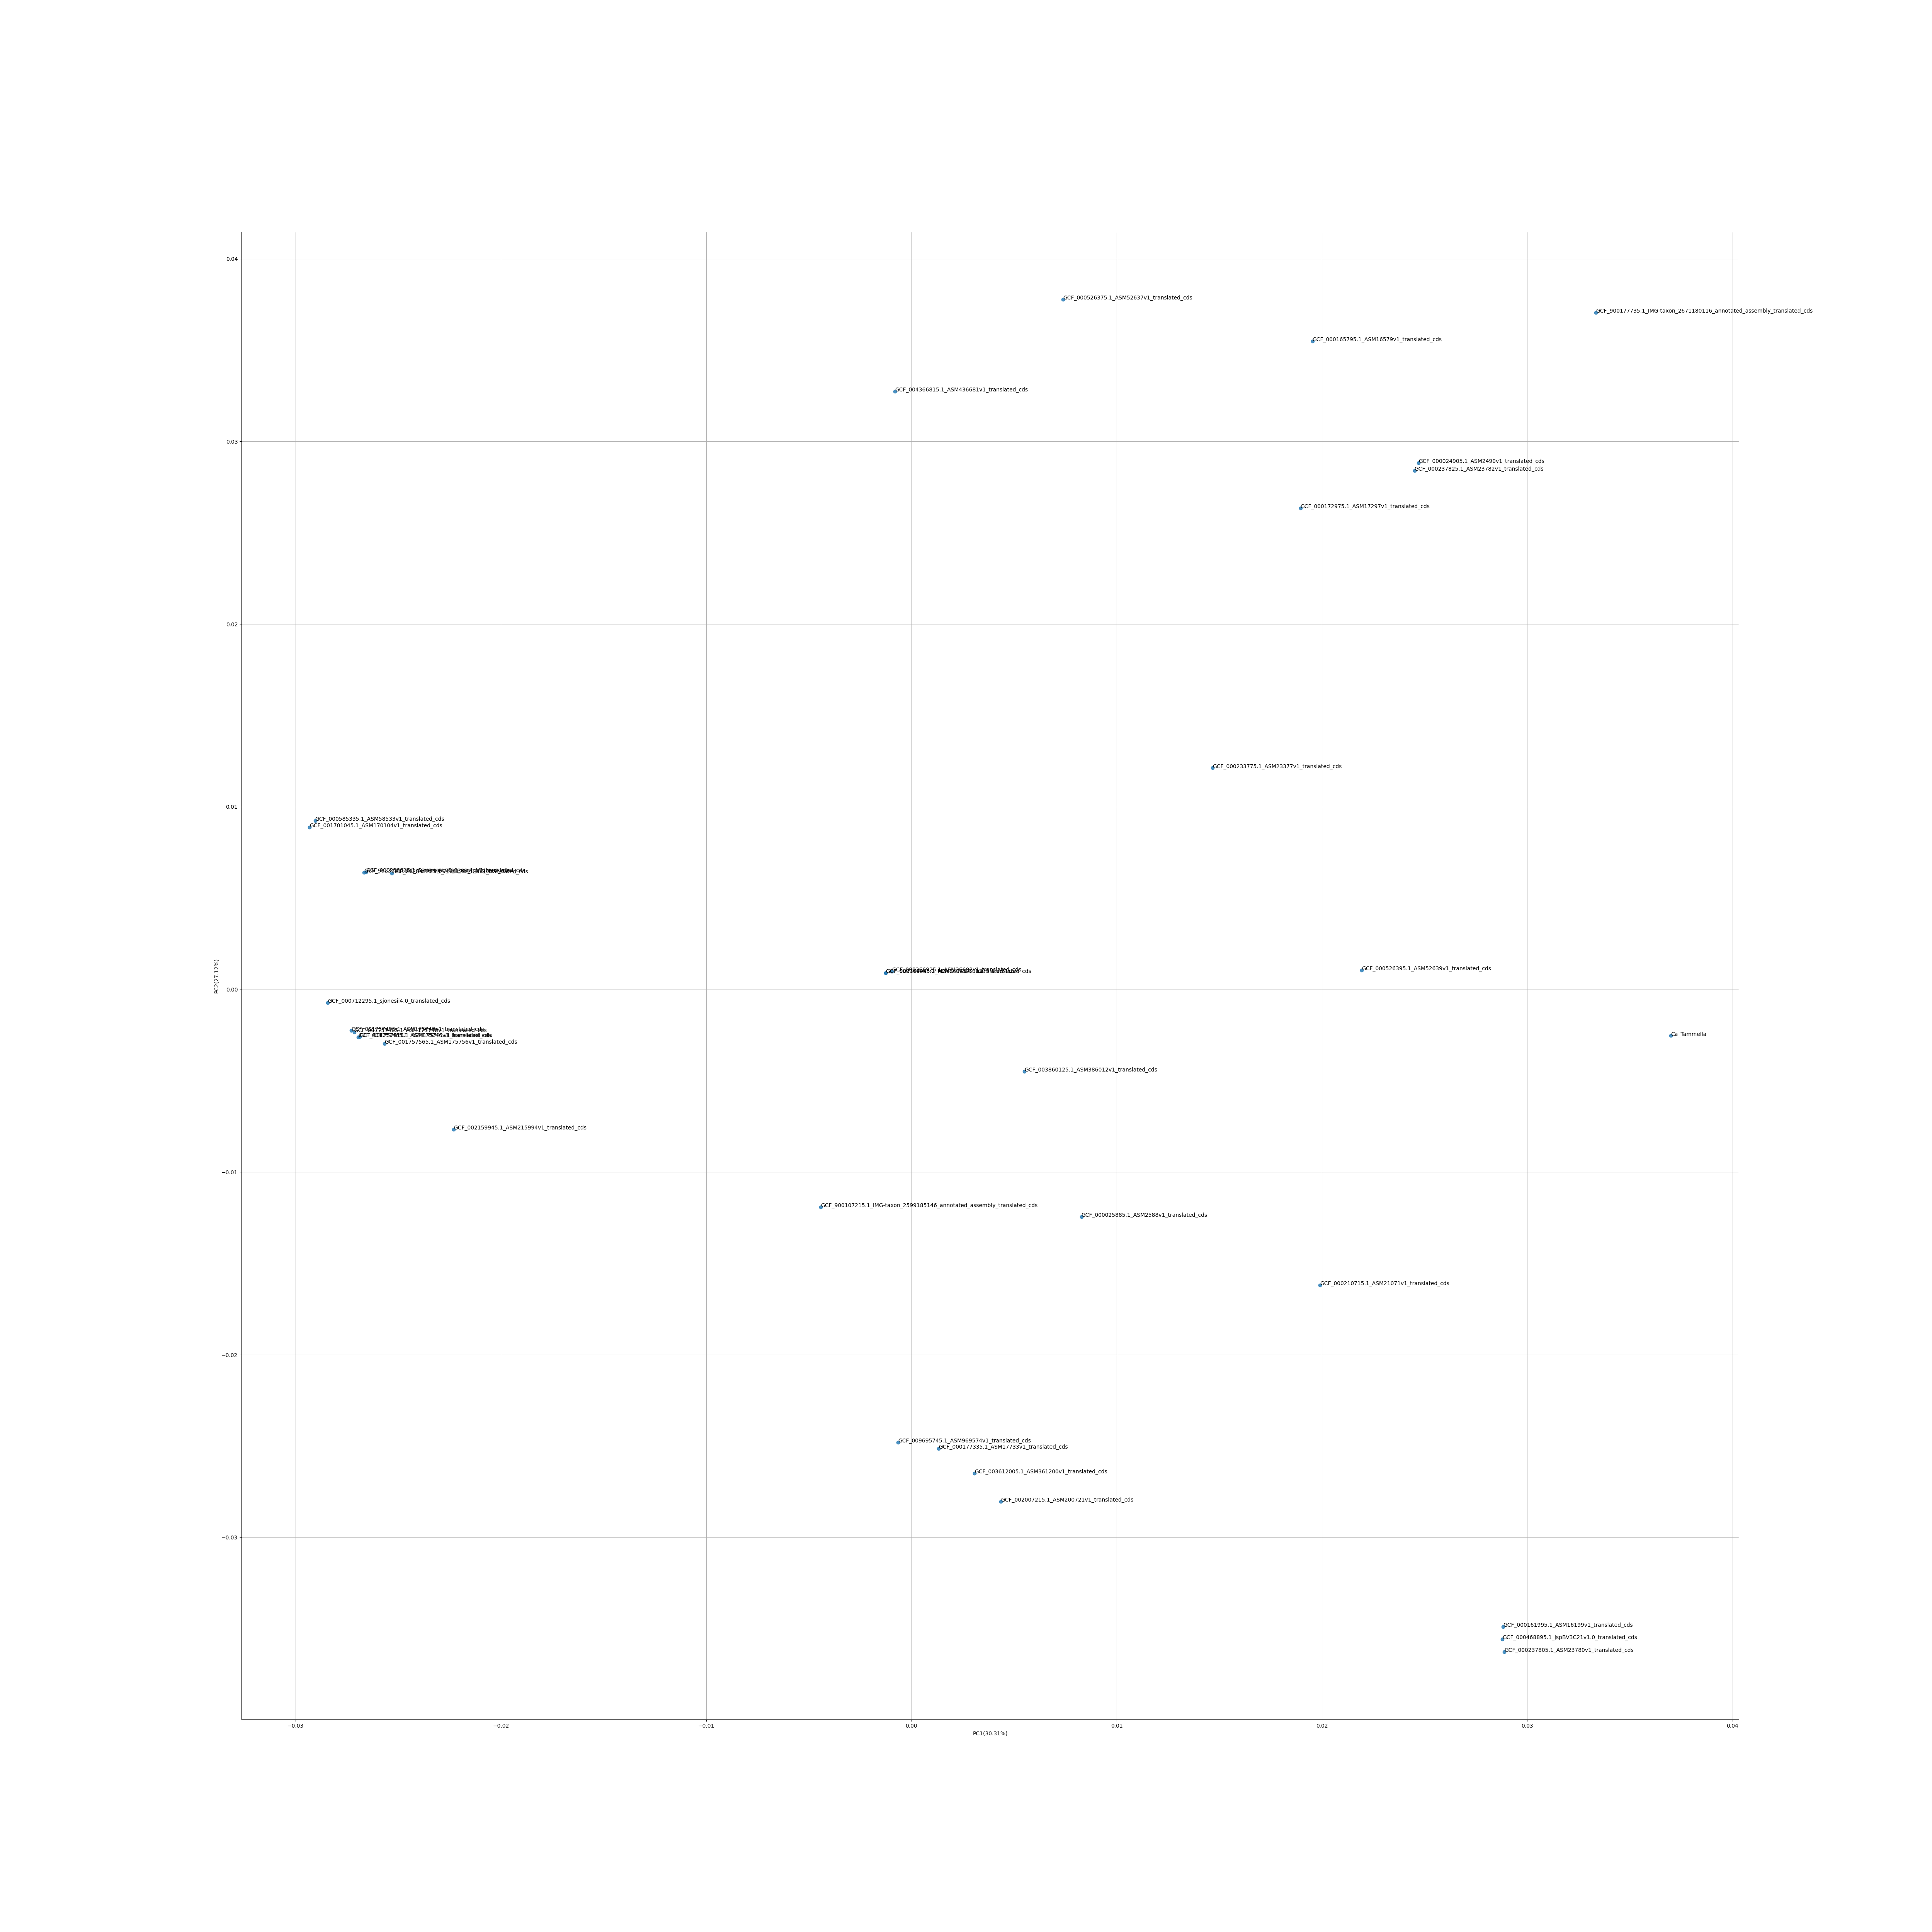 0.04
GCF_000526375.1_ASM52637v1_translated_cds
GCF_900177735.1_IMG-taxon_2671180116_annotated_assembly_translated_cds
GCF_000165795.1_ASM16579v1_translated_cds
GCF_004366815.1_ASM436681v1_translated_cds
0.03
GCF_000024905.1_ASM2490v1_translated_cds
GCF_000237825.1_ASM23782v1_translated_cds
GCF_000172975.1_ASM17297v1_translated_cds
0.02
GCF_000233775.1_ASM23377v1_translated_cds
0.01
GCF_000585335.1_ASM58533v1_translated_cds
GCF_001701045.1_ASM170104v1_translated_cds
GCF_000526395.1_ASM52639v1_translated_cds
PC2(27.12%)
0.00
GCF_000712295.1_sjonesii4.0_translated_cds
Ca_Tammella
GCF_001757565.1_ASM175756v1_translated_cds
GCF_003860125.1_ASM386012v1_translated_cds
GCF_002159945.1_ASM215994v1_translated_cds
−0.01
GCF_900107215.1_IMG-taxon_2599185146_annotated_assembly_translated_cds
GCF_000025885.1_ASM2588v1_translated_cds
GCF_000210715.1_ASM21071v1_translated_cds
−0.02
GCF_009695745.1_ASM969574v1_translated_cds
GCF_000177335.1_ASM17733v1_translated_cds
GCF_003612005.1_ASM361200v1_translated_cds
GCF_002007215.1_ASM200721v1_translated_cds
−0.03
GCF_000161995.1_ASM16199v1_translated_cds
GCF_000468895.1_JspBV3C21v1.0_translated_cds
GCF_000237805.1_ASM23780v1_translated_cds
−0.03 −0.02 −0.01 0.00 0.01 0.02 0.03 0.04
PC1(30.31%)